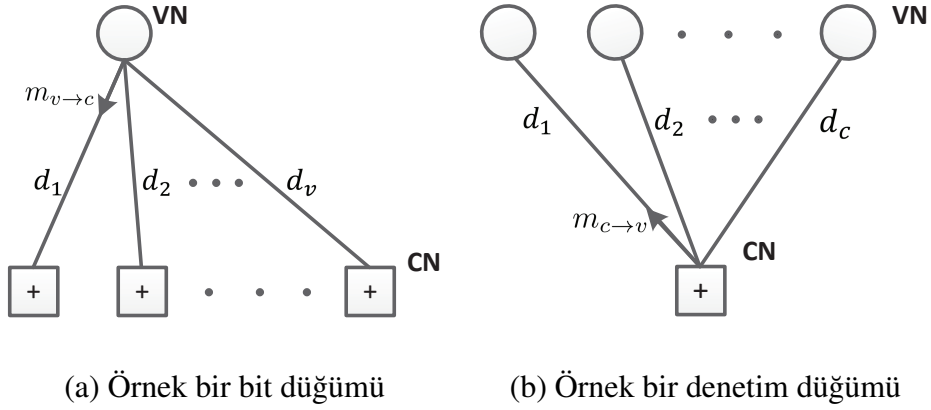 VN
m_{v→c}
d_1
d_2
d_v
CN
+
+
+
VN
d_1
d_2
d_c
m_{c→v}
CN
+
(a) Örnek bir bit düğümü
(b) Örnek bir denetim düğümü